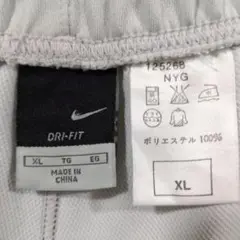 DRI-FIT
XL TG EG
MADE IN
CHINA
12526B
NYG
ポリエステル 100%
XL